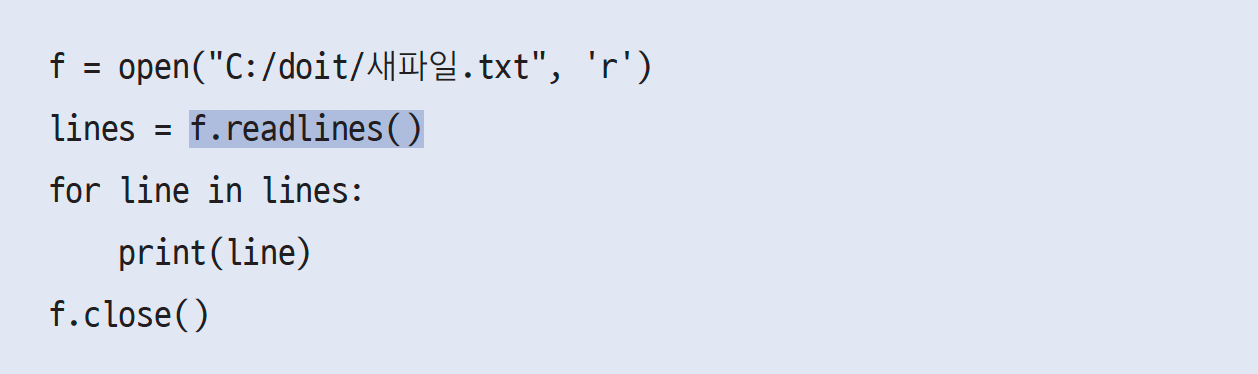 f = open("C:/doit/새파일.txt", 'r')
lines = f.readlines()
for line in lines:
    print(line)
f.close()